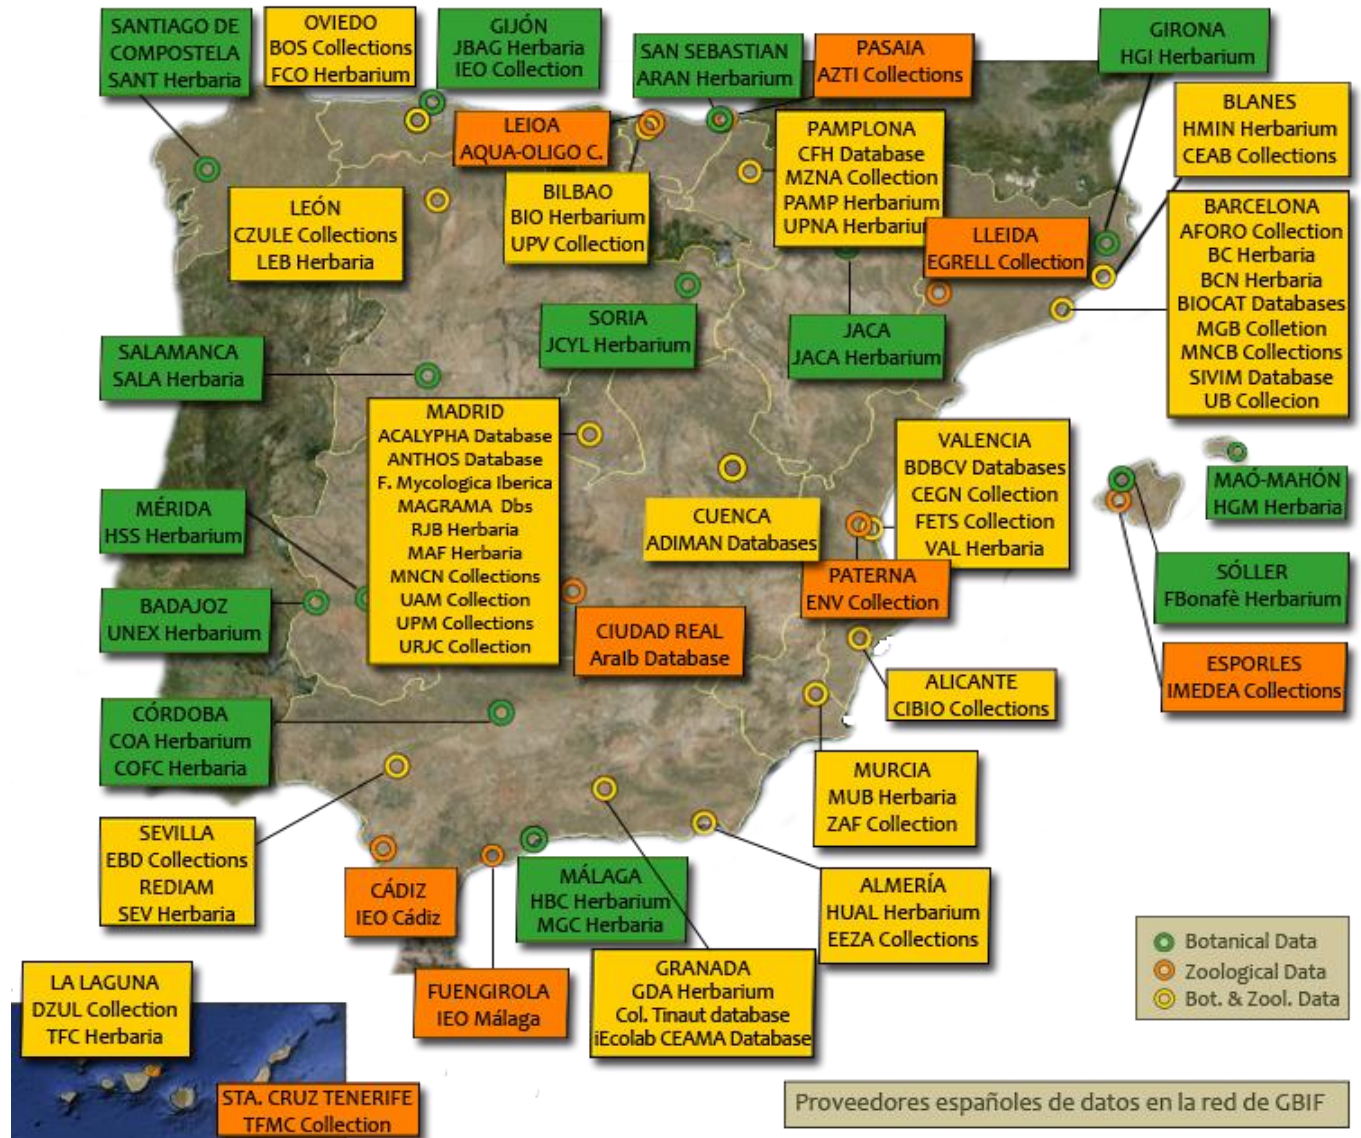 SANTIAGO DE
COMPOSTELA
SANT Herbaria
OVIEDO
BOS Collections
FCO Herbarium
GIJÓN
JBAG Herbaria
IEO Collection
SAN SEBASTIAN
ARAN Herbarium
PASAIA
AZTI Collections
GIRONA
HGI Herbarium
BLANES
HMIN Herbarium
CEAB Collections
LEIOA
AQUA-OLIGO C.
PAMPLONA
CFH Database
MZNA Collection
PAMP Herbarium
UPNA Herbarium
BILBAO
BIO Herbarium
UPV Collection
LEÓN
CZULE Collections
LEB Herbaria
LLEIDA
EGRELL Collection
BARCELONA
AFORO Collection
BC Herbaria
BCN Herbaria
BIOCAT Databases
MGB Colletion
MNCB Collections
SIVIM Database
UB Collecion
SORIA
JCYL Herbarium
JACA
JACA Herbarium
SALAMANCA
SALA Herbaria
MADRID
ACALYPHA Database
ANTHOS Database
F. Mycologica Iberica
MAGRAMA Dbs
RJB Herbaria
MAF Herbaria
MNCN Collections
UAM Collection
UPM Collections
URJC Collection
VALENCIA
BDBCV Databases
CEGN Collection
FETS Collection
VAL Herbaria
MAÓ-MAHÓN
HGM Herbaria
MÉRIDA
HSS Herbarium
CUENCA
ADIMAN Databases
PATERNA
ENV Collection
SÓLLER
FBonafè Herbarium
BADAJOZ
UNEX Herbarium
CIUDAD REAL
AraIb Database
ESPORLES
IMEDEA Collections
ALICANTE
CIBIO Collections
CÓRDOBA
COA Herbarium
COFC Herbaria
MURCIA
MUB Herbaria
ZAF Collection
SEVILLA
EBD Collections
REDIAM
SEV Herbaria
CÁDIZ
IEO Cádiz
MÁLAGA
HBC Herbarium
MGC Herbaria
ALMERÍA
HUAL Herbarium
EEZA Collections
FUENGIROLA
IEO Málaga
GRANADA
GDA Herbarium
Col. Tinaut database
iEcolab CEAMA Database
Botanical Data
Zoological Data
Bot. & Zool. Data
LA LAGUNA
DZUL Collection
TFC Herbaria
STA. CRUZ TENERIFE
TFMC Collection
Proveedores españoles de datos en la red de GBIF